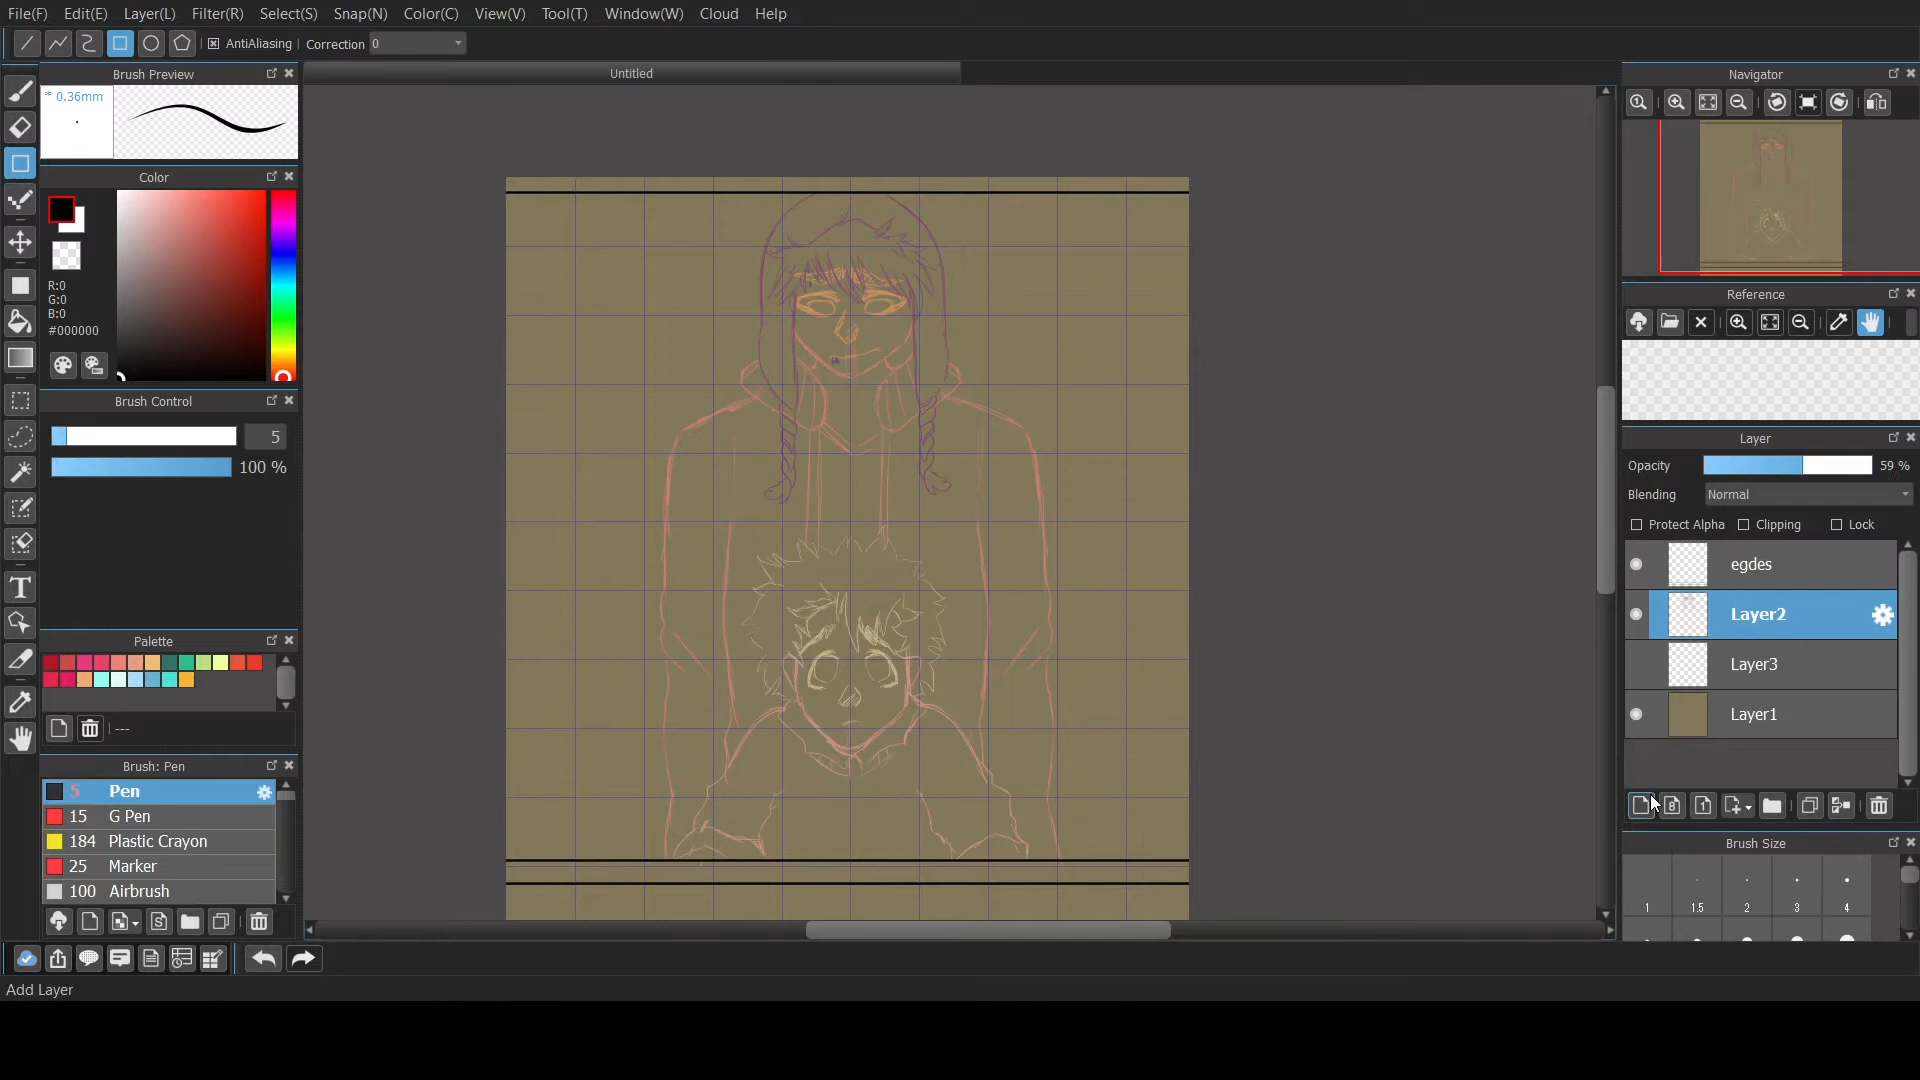 File(F) Edit(E) Layer(L) Filter(R) Select(S) Snap(N) Color(C) View(V) Tool(T) Window(W) Cloud Help
AntiAliasing Correction 0
Brush Preview
Untitled
Navigator
* 0.36mm
Color
R:0
G:0
B:0
#000000
Reference
Brush Control
5
100 %
Layer
Opacity 59 %
Blending Normal
Protect Alpha Clipping Lock
egdes
Layer2
Layer3
Layer1
Palette
---
Brush: Pen
5 Pen
15 G Pen
184 Plastic Crayon
25 Marker
100 Airbrush
Brush Size
1 1.5 2 3 4
Add Layer